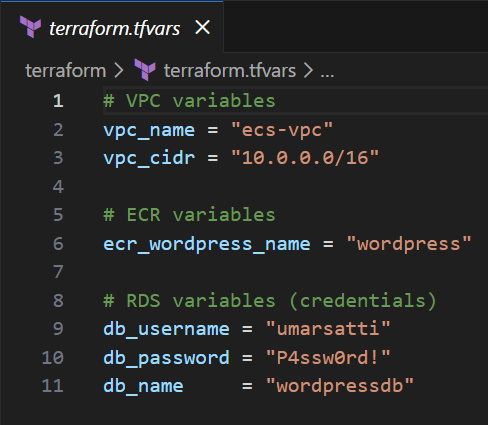 terraform.tfvars ×
terraform > terraform.tfvars > ...
1 # VPC variables
2 vpc_name = "ecs-vpc"
3 vpc_cidr = "10.0.0.0/16"
4
5 # ECR variables
6 ecr_wordpress_name = "wordpress"
7
8 # RDS variables (credentials)
9 db_username = "umarsatti"
10 db_password = "P4ssw0rd!"
11 db_name     = "wordpressdb"